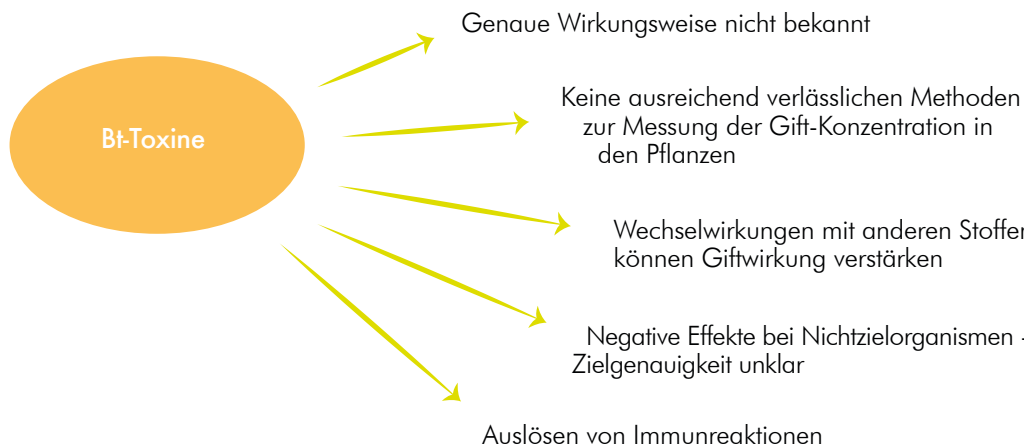 Genaue Wirkungsweise nicht bekannt
Bt-Toxine
Keine ausreichend verlässlichen Methoden
zur Messung der Gift-Konzentration in
den Pflanzen
Wechselwirkungen mit anderen Stoffen
können Giftwirkung verstärken
Negative Effekte bei Nichtzielorganismen -
Zielgenauigkeit unklar
Auslösen von Immunreaktionen